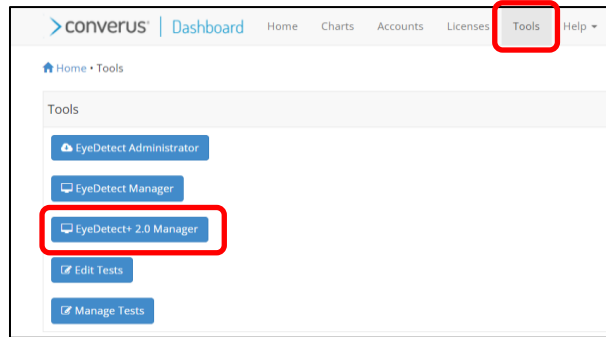 converus | Dashboard Home Charts Accounts Licenses Tools Help
Home • Tools
Tools
EyeDetect Administrator
EyeDetect Manager
EyeDetect+ 2.0 Manager
Edit Tests
Manage Tests